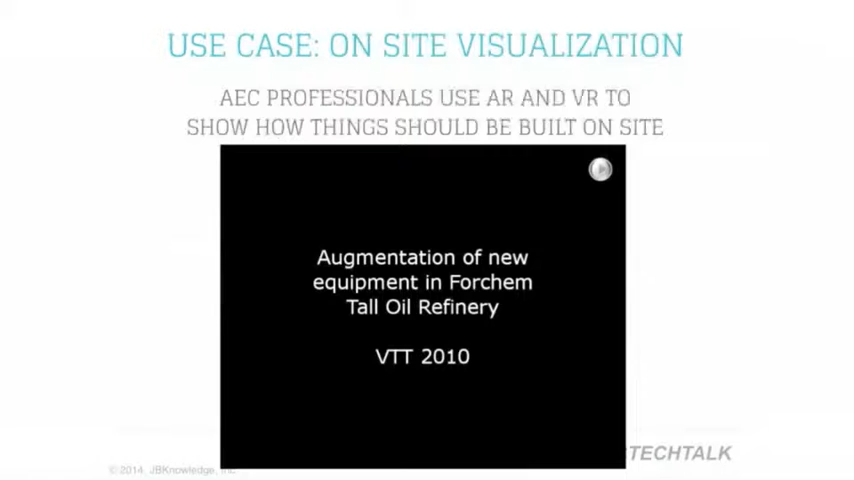 USE CASE: ON SITE VISUALIZATION
AEC PROFESSIONALS USE AR AND VR TO
SHOW HOW THINGS SHOULD BE BUILT ON SITE
Augmentation of new
equipment in Forchem
Tall Oil Refinery
VTT 2010
TECHTALK
© 2014, JBKnowledge, Inc